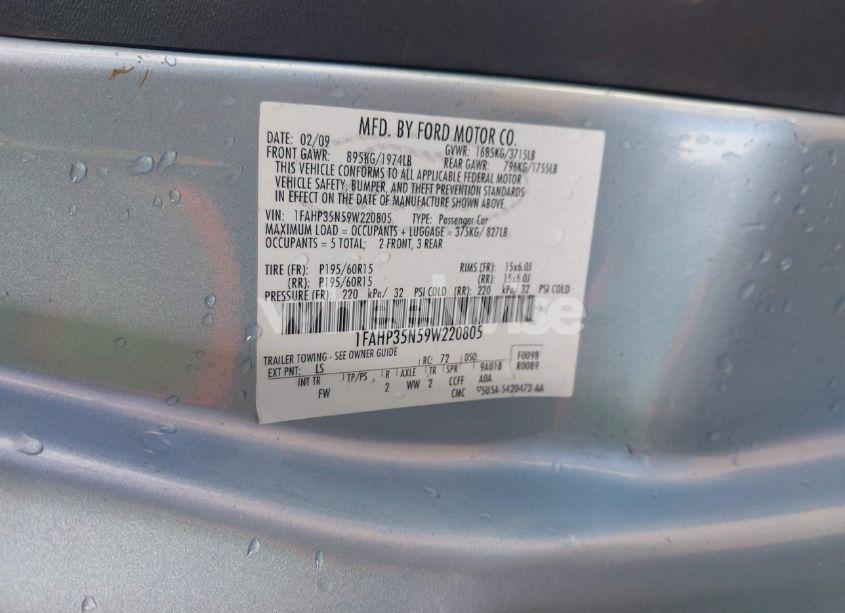 MFD. BY FORD MOTOR CO.
DATE: 02/09 GVWR: 1685KG/3715LB
FRONT GAWR: 895KG/1974LB REAR GAWR: 796KG/1755LB
THIS VEHICLE CONFORMS TO ALL APPLICABLE FEDERAL MOTOR
VEHICLE SAFETY, BUMPER, AND THEFT PREVENTION STANDARDS
IN EFFECT ON THE DATE OF MANUFACTURE SHOWN ABOVE.
VIN: 1FAHP35N59W220805 TYPE: Passenger Car
MAXIMUM LOAD = OCCUPANTS + LUGGAGE = 375KG/ 827LB
OCCUPANTS = 5 TOTAL; 2 FRONT, 3 REAR
TIRE (FR): P195/60R15 RIMS (FR): 15x6.0J
(RR): P195/60R15 (RR): 15x6.0J
PRESSURE (FR): 220 kPa/ 32 PSI COLD (RR): 220 kPa/ 32 PSI COLD
1FAHP35N59W220805
TRAILER TOWING - SEE OWNER GUIDE F0098
EXT PNT: LS RC: 72 DSO: R0089
INT TR TP/PS R AXLE TR SPR 9AU18
FW 2 WW 2 CCFF A0A
CMC 5U5A-5420472-AA